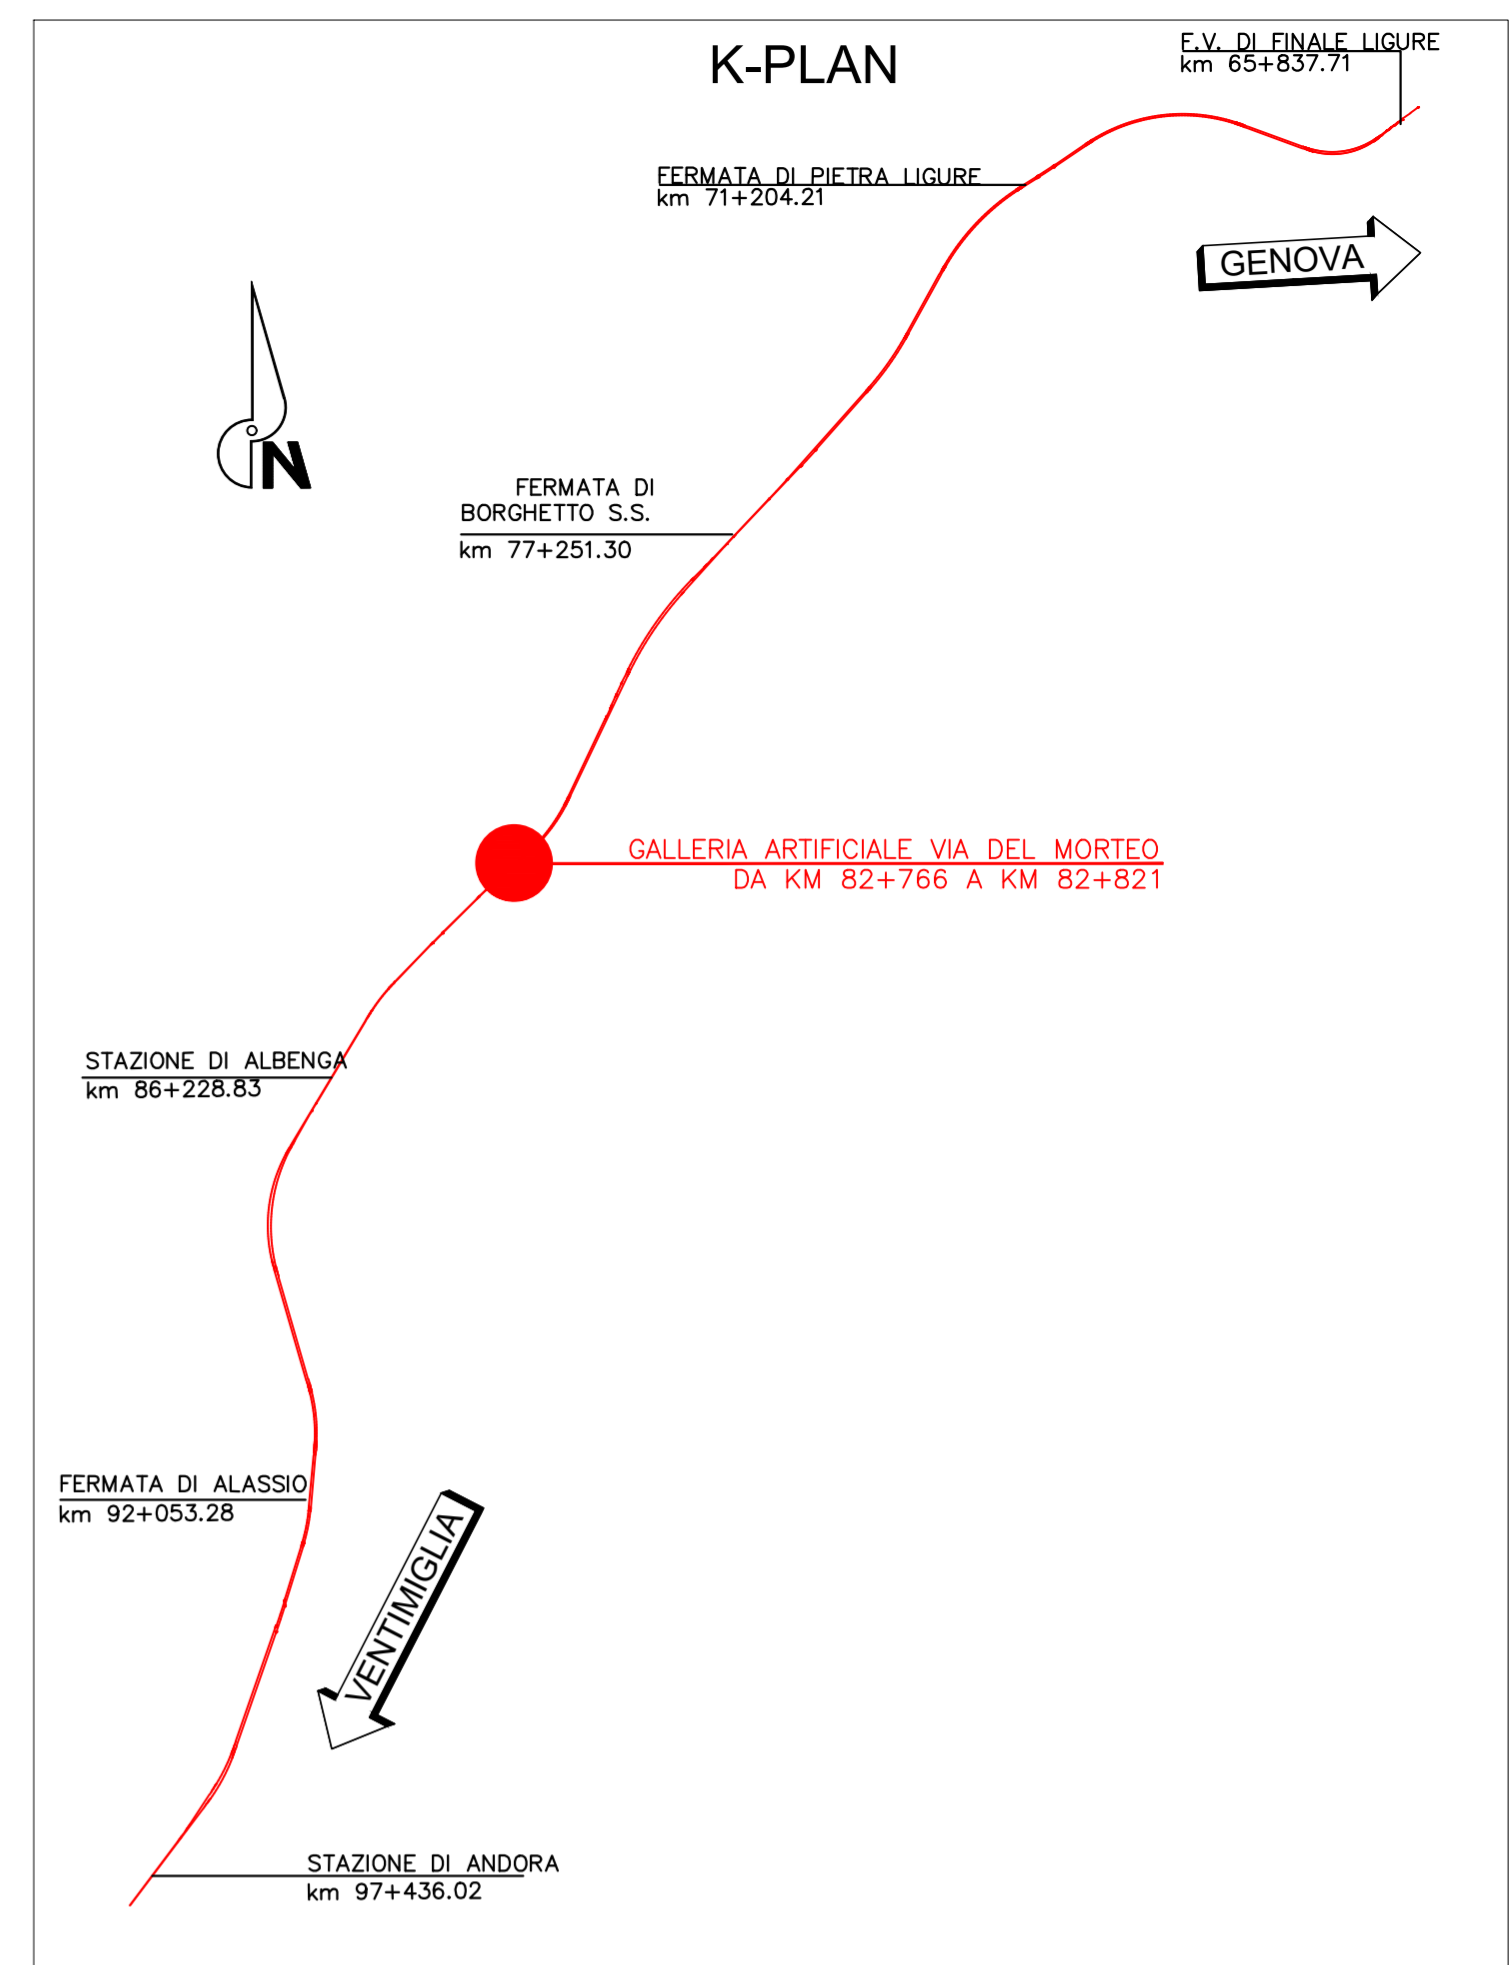 K-PLAN
F.V. DI FINALE LIGURE
km 65+837.71
FERMATA DI PIETRA LIGURE
km 71+204.21
GENOVA
N
FERMATA DI
BORGHETTO S.S.
km 77+251.30
GALLERIA ARTIFICIALE VIA DEL MORTEO
DA KM 82+766 A KM 82+821
STAZIONE DI ALBENGA
km 86+228.83
FERMATA DI ALASSIO
km 92+053.28
VENTIMIGLIA
STAZIONE DI ANDORA
km 97+436.02